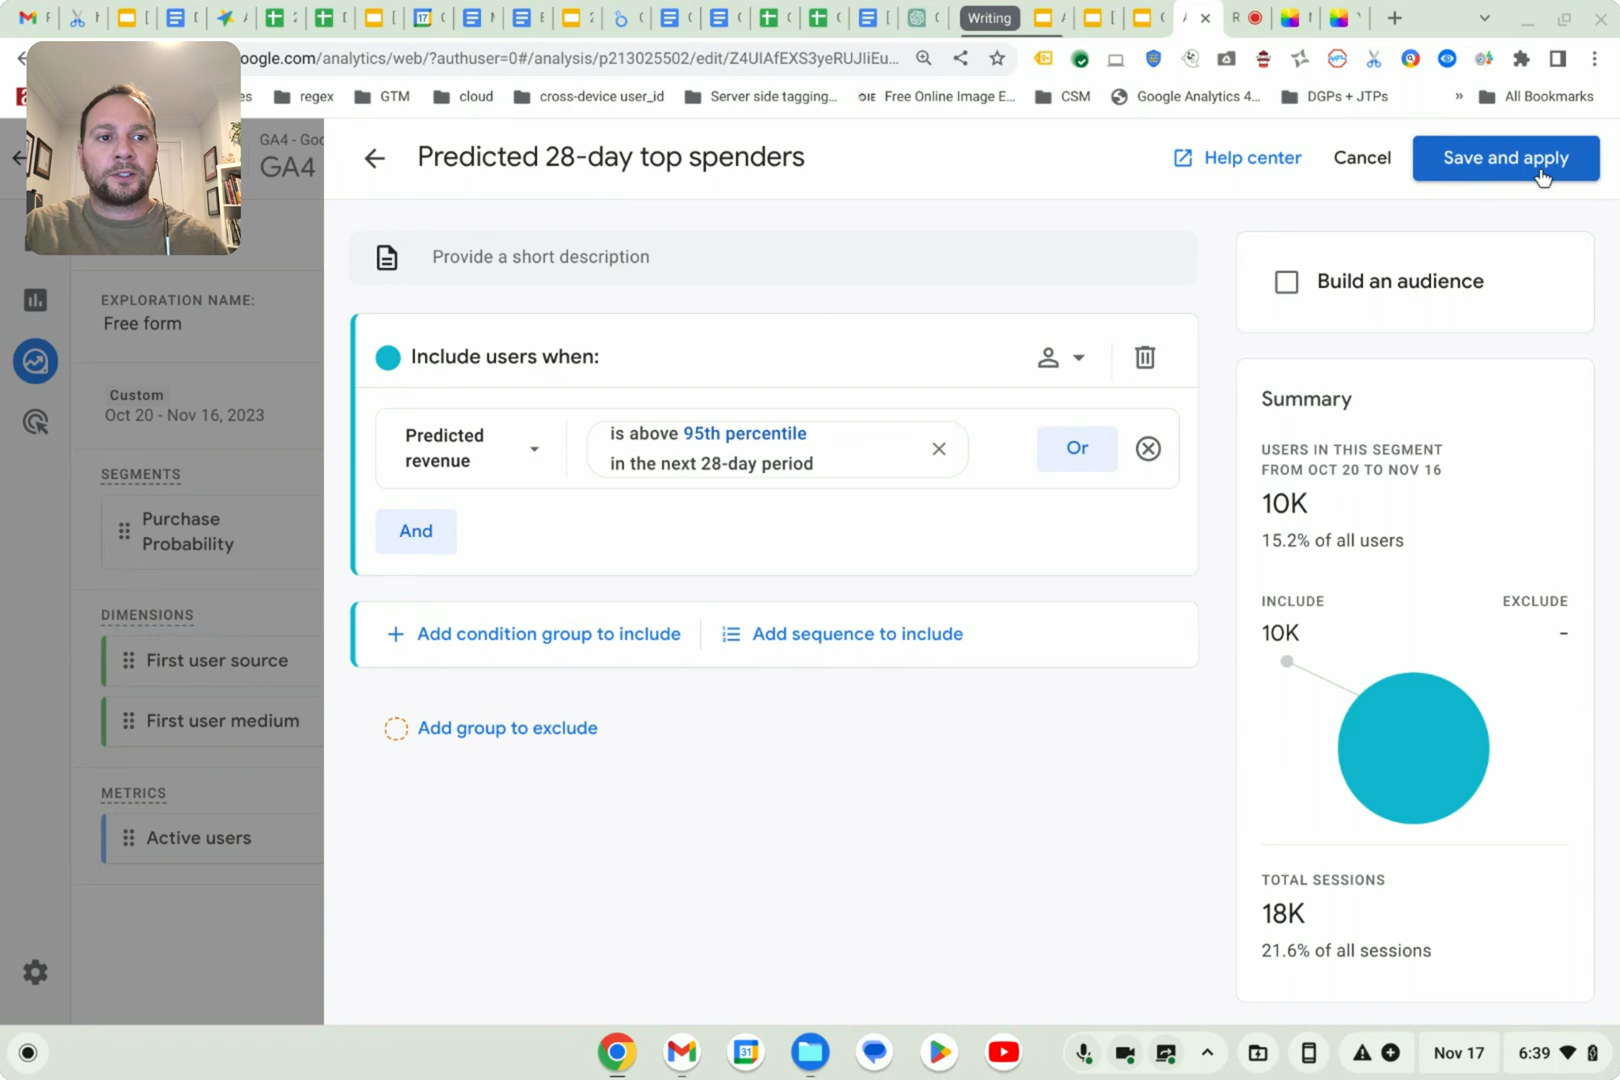 Writing
oogle.com/analytics/web/?authuser=0#/analysis/p213025502/edit/Z4UIAfEXS3yeRUJIiEu...
es
regex
GTM
cloud
cross-device user_id
Server side tagging...
OIE Free Online Image E...
CSM
Google Analytics 4...
DGPs + JTPs
»
All Bookmarks
GA4 - Goo
GA4
Predicted 28-day top spenders
Help center
Cancel
Save and apply
Provide a short description
Build an audience
EXPLORATION NAME:
Free form
Include users when:
Custom
Oct 20 - Nov 16, 2023
Predicted
revenue
is above 95th percentile
in the next 28-day period
Or
And
SEGMENTS
Purchase
Probability
Summary
USERS IN THIS SEGMENT
FROM OCT 20 TO NOV 16
10K
15.2% of all users
DIMENSIONS
First user source
First user medium
Add condition group to include
Add sequence to include
Add group to exclude
INCLUDE
EXCLUDE
10K
-
METRICS
Active users
TOTAL SESSIONS
18K
21.6% of all sessions
31
Nov 17
6:39